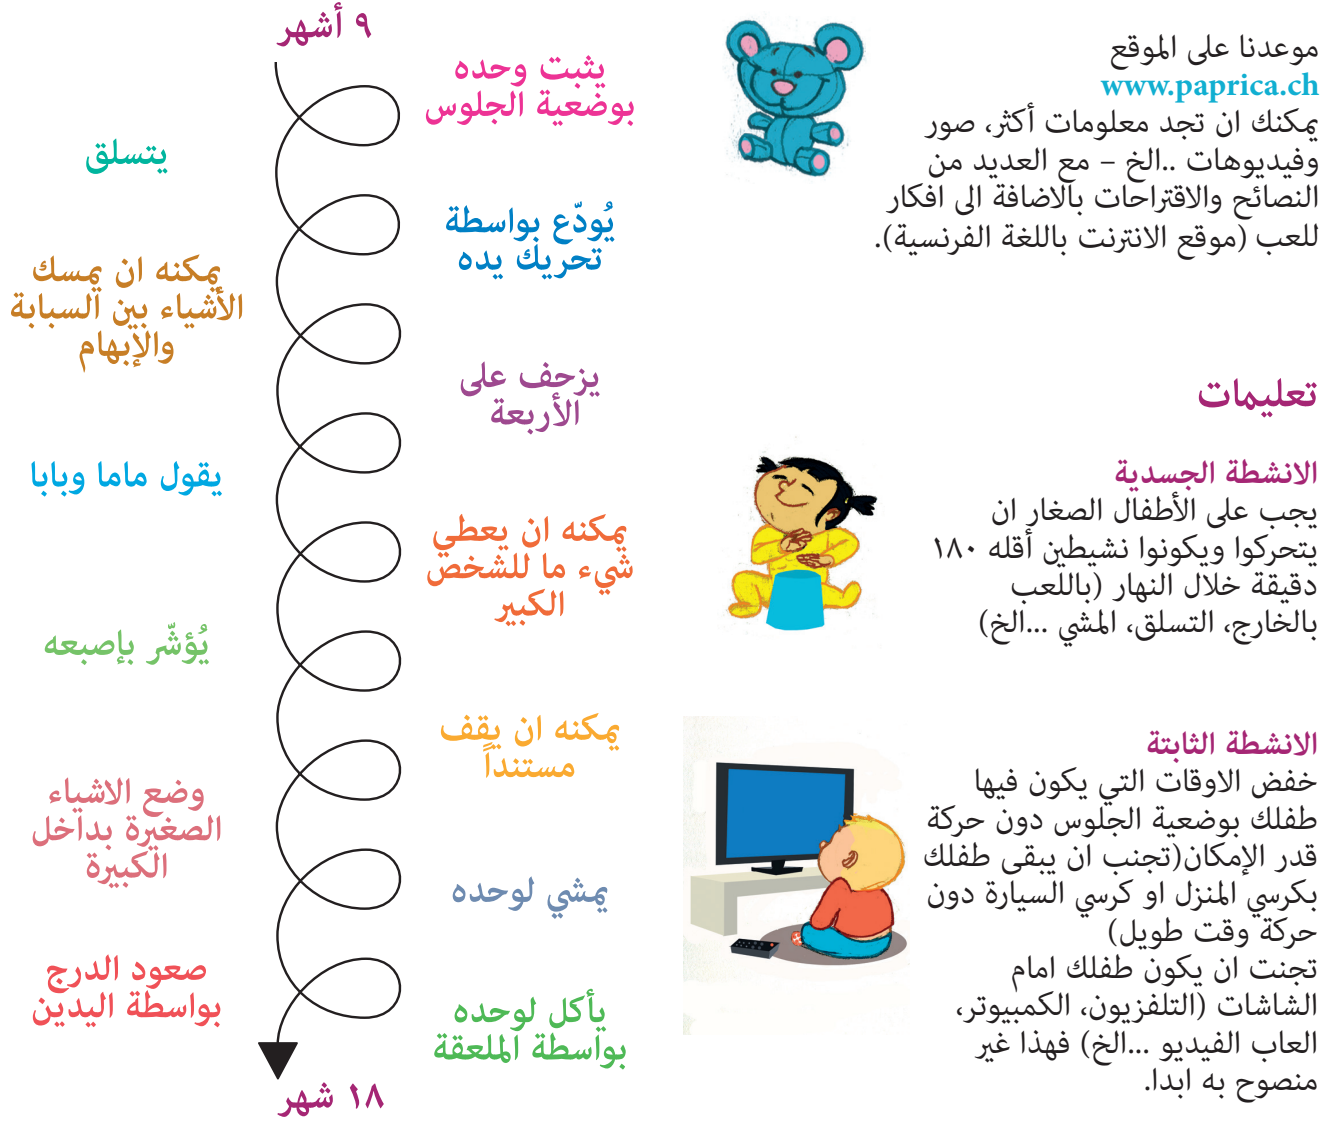 موعدنا على الموقع
www.paprica.ch
يمكنك ان تجد معلومات أكثر، صور
وفيديوهات ..الخ – مع العديد من
النصائح والاقتراحات بالاضافة الى افكار
للعب (موقع الانترنت باللغة الفرنسية).
تعليمات
الانشطة الجسدية
يجب على الأطفال الصغار ان
يتحركوا ويكونوا نشيطين أقله ١٨٠
دقيقة خلال النهار (باللعب
بالخارج، التسلق، المشي ...الخ)
الانشطة الثابتة
خفض الاوقات التي يكون فيها
طفلك بوضعية الجلوس دون حركة
قدر الإمكان(تجنب ان يبقى طفلك
بكرسي المنزل او كرسي السيارة دون
حركة وقت طويل)
تجنت ان يكون طفلك امام
الشاشات (التلفزيون، الكمبيوتر،
العاب الفيديو ...الخ) فهذا غير
منصوح به ابدا.
٩ أشهر
يثبت وحده
بوضعية الجلوس
يتسلق
يُودّع بواسطة
تحريك يده
يمكنه ان يمسك
الأشياء بين السبابة
والإبهام
يزحف على
الأربعة
يقول ماما وبابا
يمكنه ان يعطي
شيء ما للشخص
الكبير
يُؤشّر بإصبعه
يمكنه ان يقف
مستنداً
وضع الاشياء
الصغيرة بداخل
الكبيرة
يمشي لوحده
صعود الدرج
بواسطة اليدين
يأكل لوحده
بواسطة الملعقة
١٨ شهر